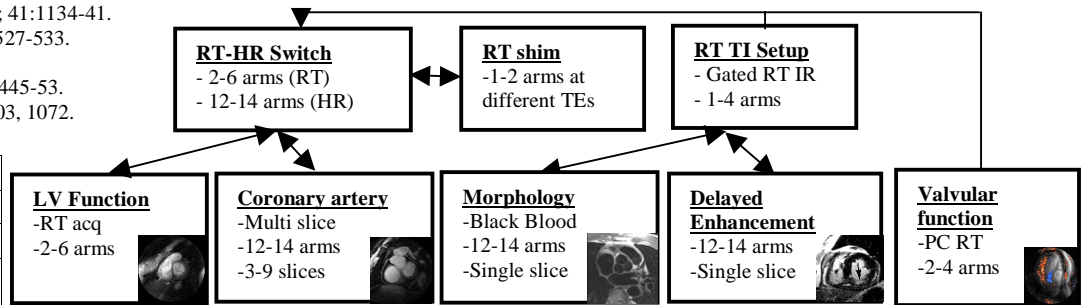 ; 41:1134-41.
527-533.
445-53.
03, 1072.
RT-HR Switch
- 2-6 arms (RT)
- 12-14 arms (HR)
RT shim
-1-2 arms at
different TEs
RT TI Setup
- Gated RT IR
- 1-4 arms
LV Function
-RT acq
-2-6 arms
Coronary artery
-Multi slice
-12-14 arms
-3-9 slices
Morphology
-Black Blood
-12-14 arms
-Single slice
Delayed
Enhancement
-12-14 arms
-Single slice
Valvular
function
-PC RT
-2-4 arms